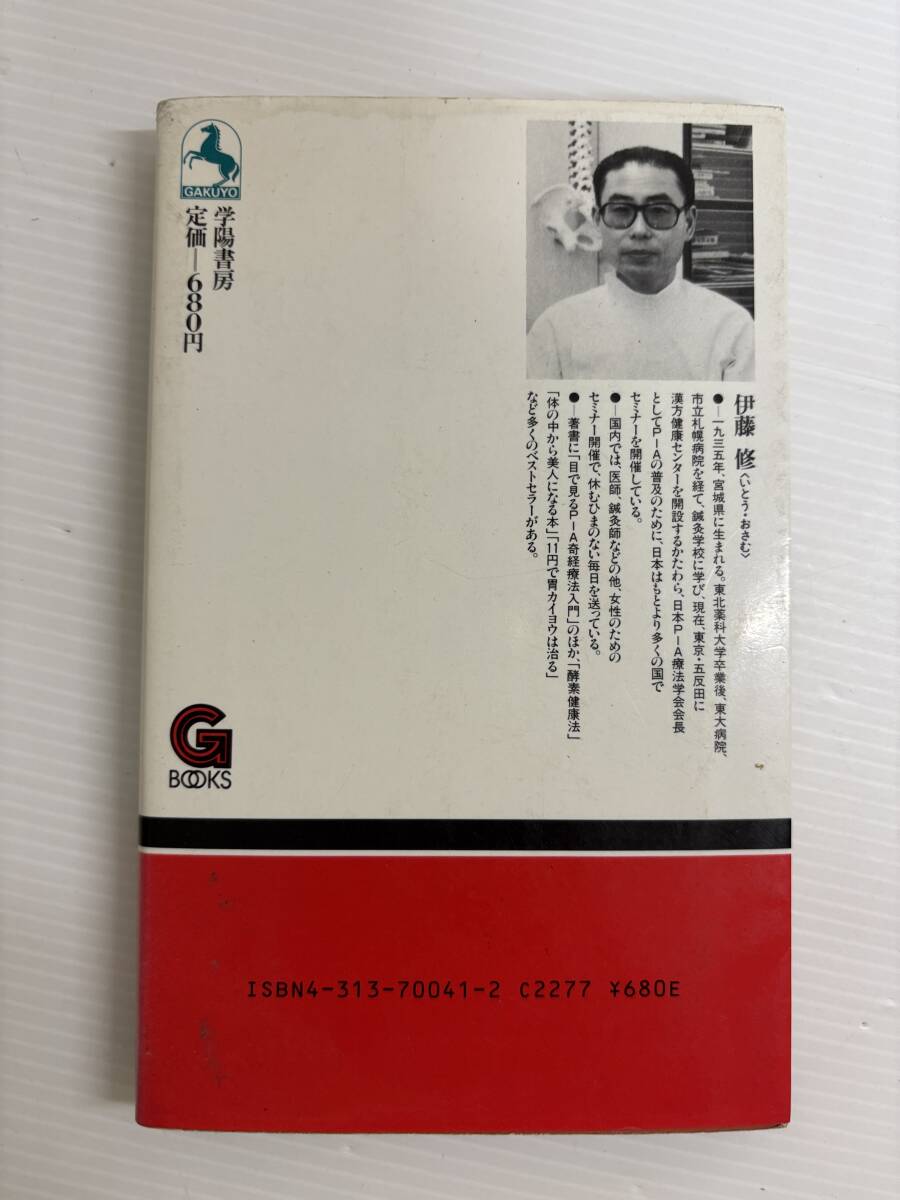 伊藤 修〈いとう・おさむ〉
●―一九三五年、宮城県に生まれる。東北薬科大学卒業後、東大病院、
市立札幌病院を経て、鍼灸学校に学び、現在、東京・五反田に
漢方健康センターを開設するかたわら、日本PIA療法学会会長
としてPIAの普及のために、日本はもとより多くの国で
セミナーを開催している。
●―国内では、医師、鍼灸師などの他、女性のための
セミナー開催で、休むひまのない毎日を送っている。
●―著書に「目で見るPIA奇経療法入門」のほか、「酵素健康法」
「体の中から美人になる本」「11円で胃カイヨウは治る」
など多くのベストセラーがある。
GAKUYO
学陽書房
定価―680円
G
BOOKS
ISBN4-313-70041-2 C2277 ¥680E